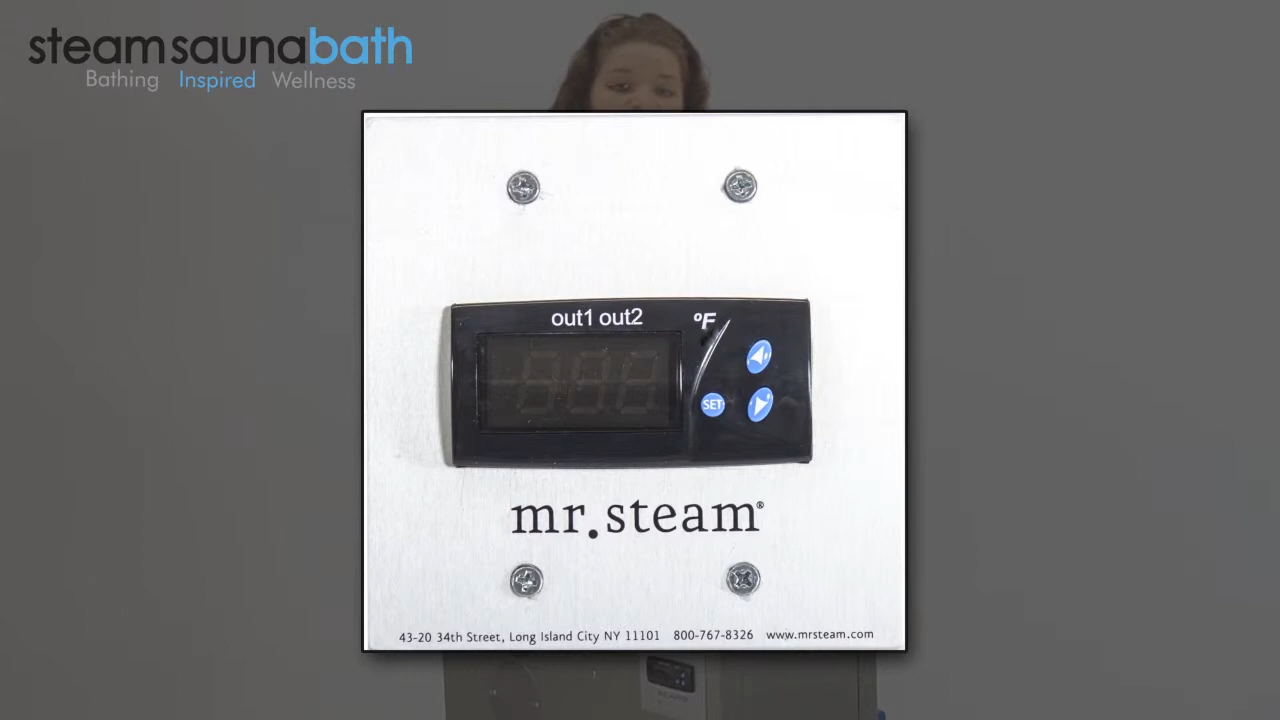 steamsaunabath
Bathing Inspired Wellness
out1 out2 ºF
SET
mr.steam®
43-20 34th Street, Long Island City NY 11101 800-767-8326 www.mrsteam.com